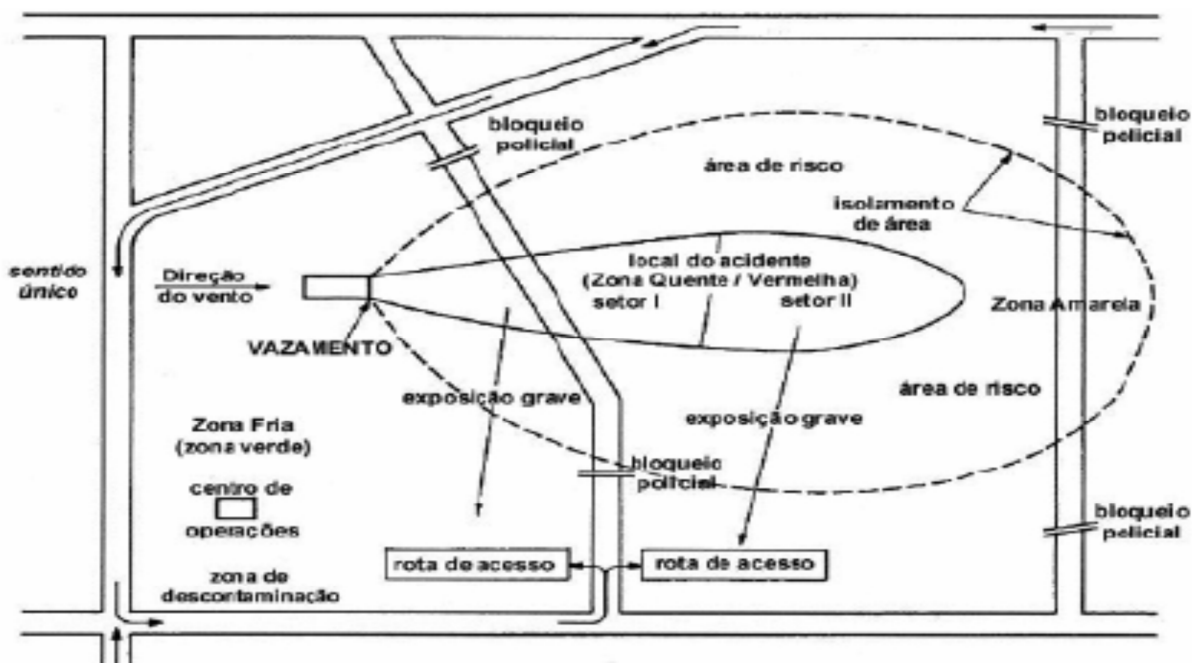 bloqueio
policial
bloqueio
policial
área de risco
isolamento
de área
sentido
único
Direção
do vento
local do acidente
(Zona Quente / Vermelha)
setor I
setor II
Zona Amarela
VAZAMENTO
exposição grave
área de risco
exposição grave
Zona Fria
(zona verde)
bloqueio
policial
centro de
operações
bloqueio
policial
rota de acesso
rota de acesso
zona de
descontaminação